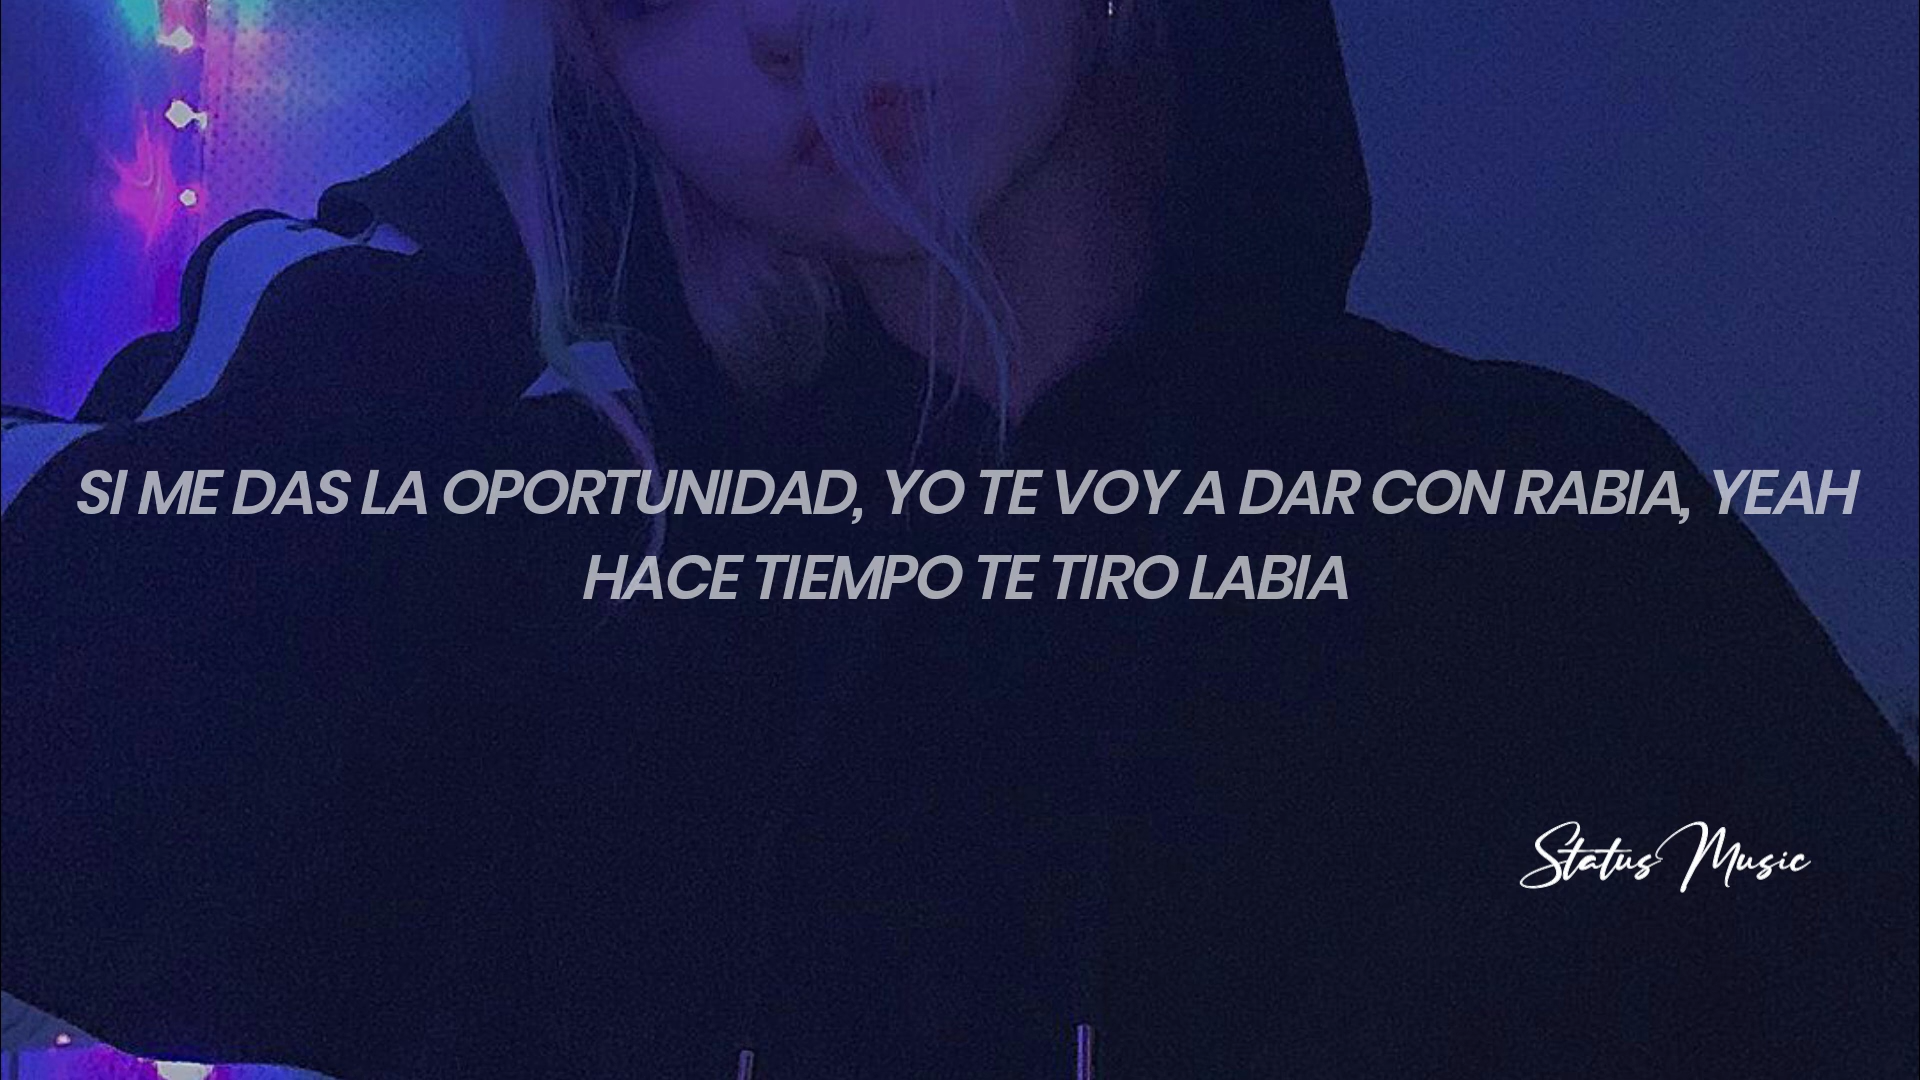 SI ME DAS LA OPORTUNIDAD, YO TE VOY A DAR CON RABIA, YEAH
HACE TIEMPO TE TIRO LABIA
Status Music